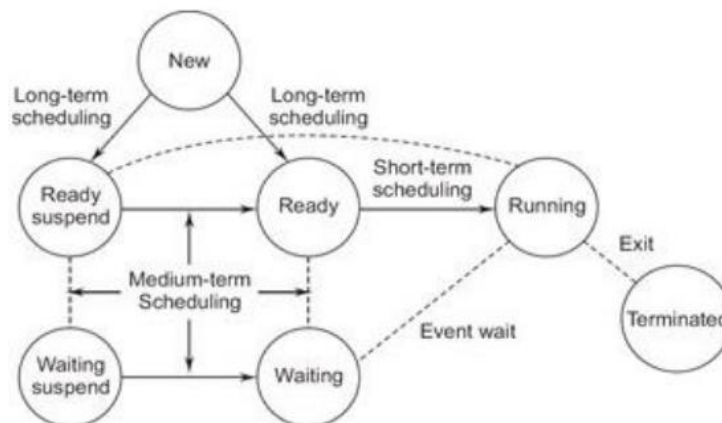 New
Long-term
scheduling
Long-term
scheduling
Short-term
scheduling
Ready
suspend
Ready
Running
Exit
Medium-term
Scheduling
Terminated
Event wait
Waiting
suspend
Waiting